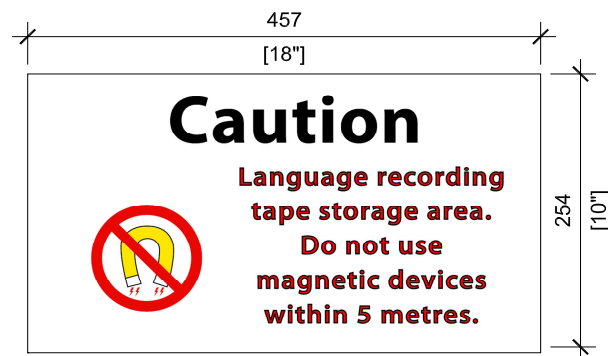 457
[18"]
Caution
Language recording
tape storage area.
Do not use
magnetic devices
within 5 metres.
254
[10"]